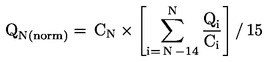 Q_N(norm) = C_N × [ ∑_{i=N−14}^{N} Q_i / C_i ] / 15